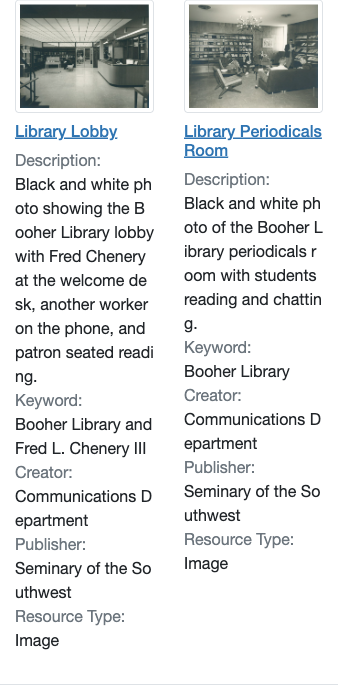 Library Lobby
Description:
Black and white ph
oto showing the B
ooher Library lobby
with Fred Chenery
at the welcome de
sk, another worker
on the phone, and
patron seated readi
ng.
Keyword:
Booher Library and
Fred L. Chenery III
Creator:
Communications D
epartment
Publisher:
Seminary of the So
uthwest
Resource Type:
Image
Library Periodicals
Room
Description:
Black and white ph
oto of the Booher L
ibrary periodicals r
oom with students
reading and chattin
g.
Keyword:
Booher Library
Creator:
Communications D
epartment
Publisher:
Seminary of the So
uthwest
Resource Type:
Image